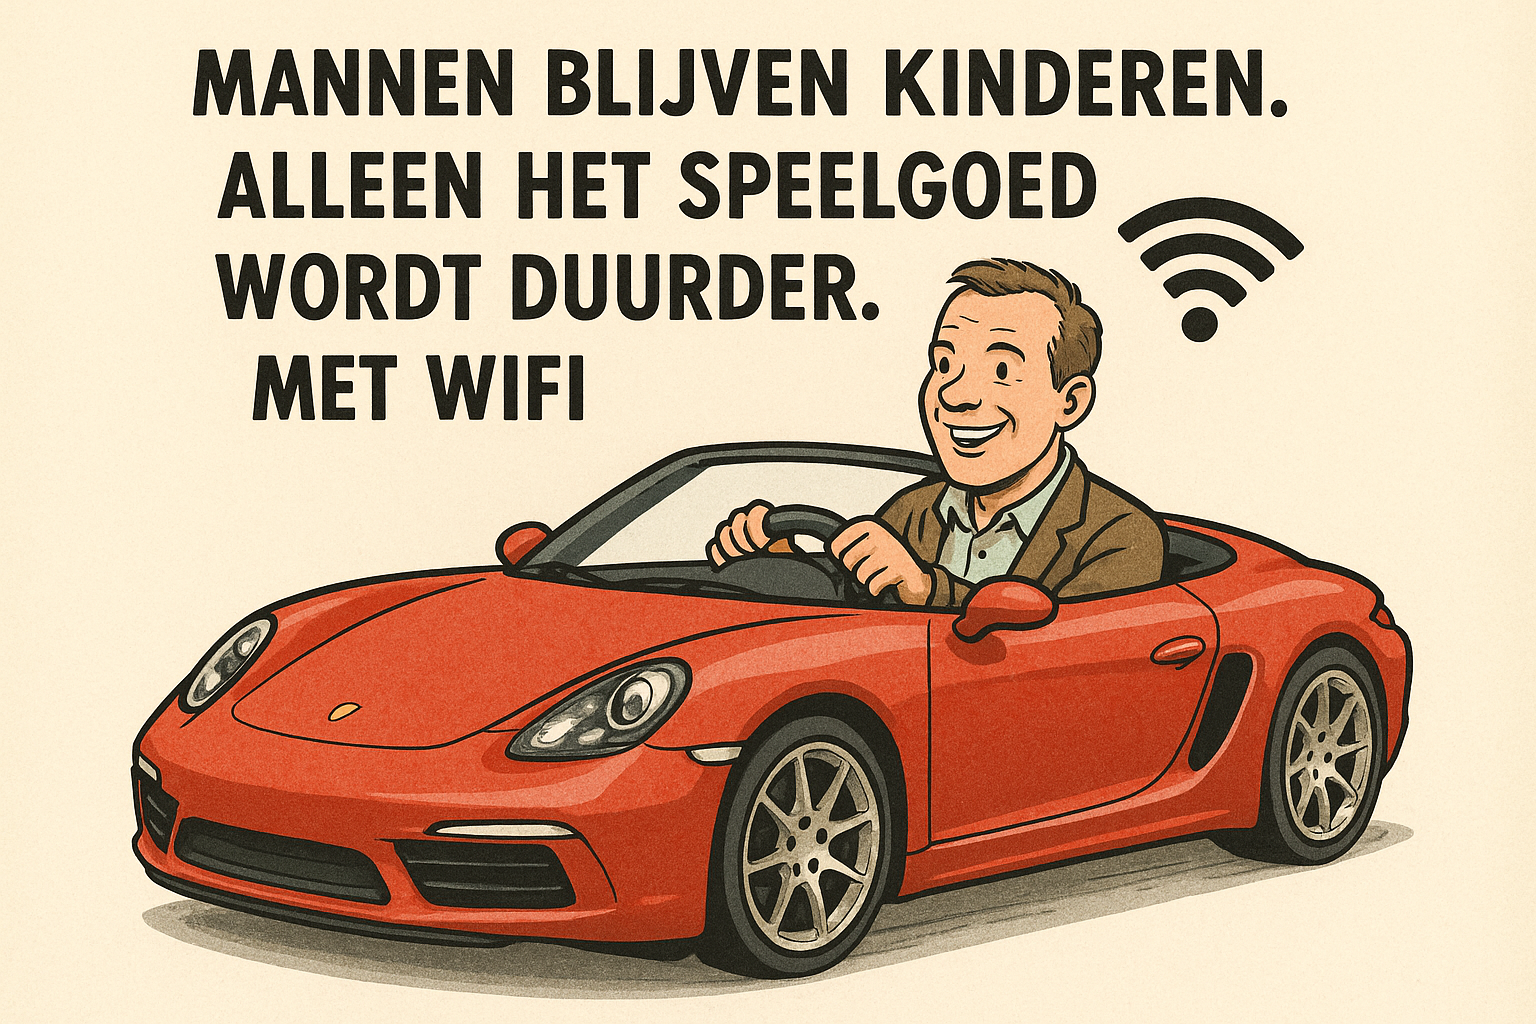 MANNEN BLIJVEN KINDEREN.
ALLEEN HET SPEELGOED
WORDT DUURDER.
MET WIFI